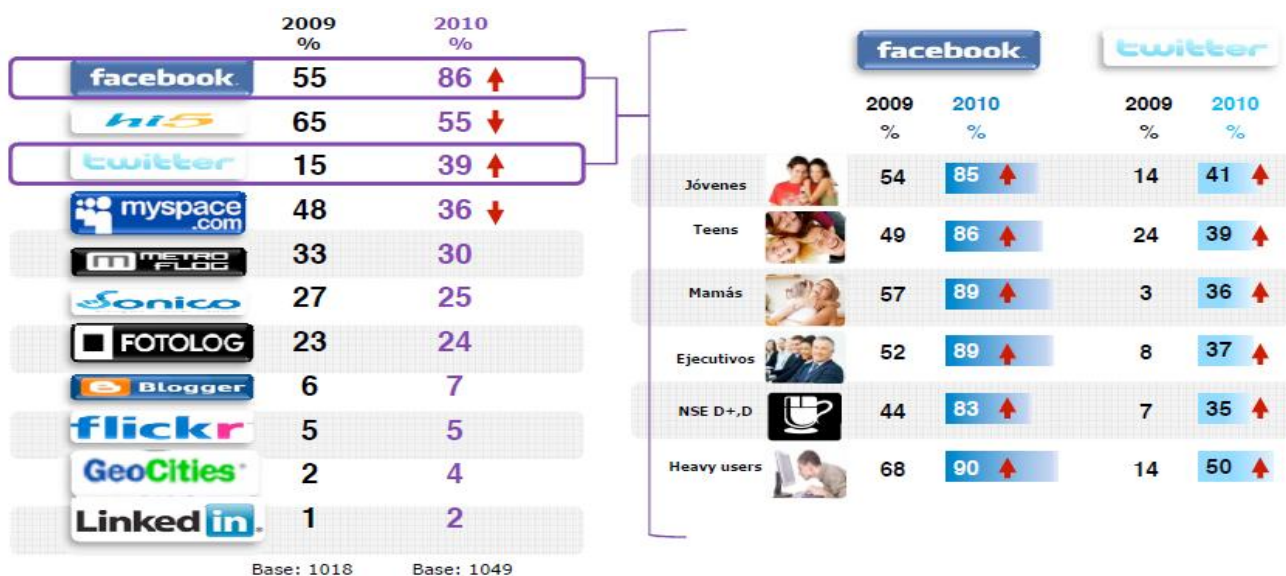 2009 2010
% %
facebook 55 86
hi5 65 55
twitter 15 39
myspace.com 48 36
METRO FLOG 33 30
Sonico 27 25
FOTOLOG 23 24
Blogger 6 7
flickr 5 5
GeoCities 2 4
Linked in. 1 2
Base: 1018 Base: 1049
facebook twitter
2009 2010 2009 2010
% % % %
Jóvenes 54 85 14 41
Teens 49 86 24 39
Mamás 57 89 3 36
Ejecutivos 52 89 8 37
NSE D+,D 44 83 7 35
Heavy users 68 90 14 50